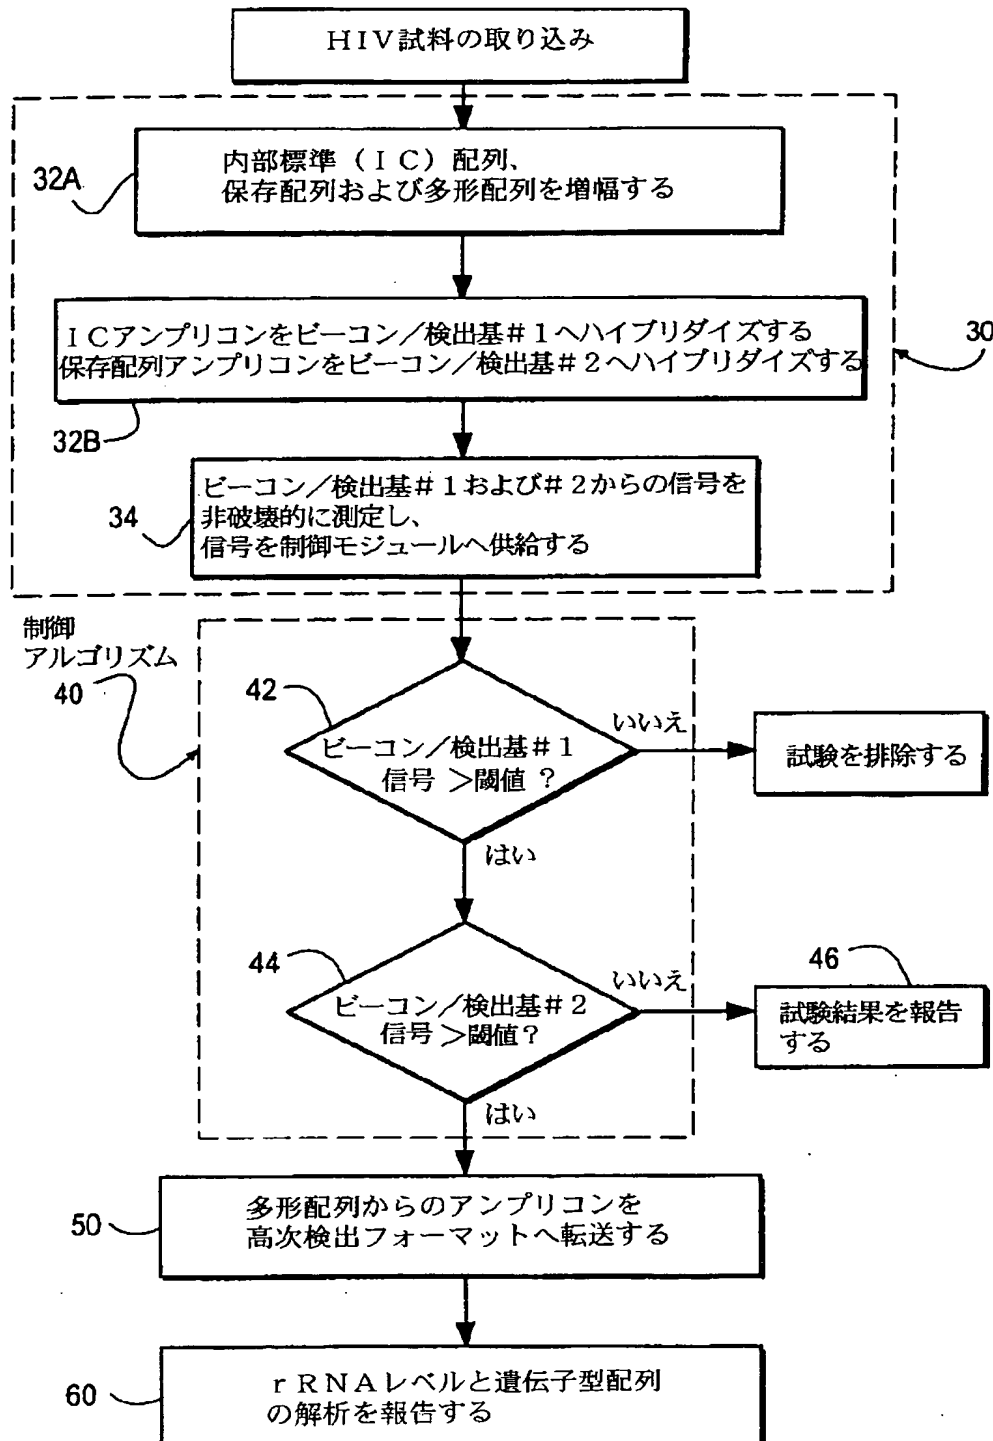 ＨＩＶ試料の取り込み
32A
内部標準（ＩＣ）配列、
保存配列および多形配列を増幅する
ＩＣアンプリコンをビーコン／検出基＃１へハイブリダイズする
保存配列アンプリコンをビーコン／検出基＃２へハイブリダイズする
30
32B
34
ビーコン／検出基＃１および＃２からの信号を
非破壊的に測定し、
信号を制御モジュールへ供給する
制御
アルゴリズム
40
42
ビーコン／検出基＃１
信号＞閾値？
いいえ
試験を排除する
はい
44
ビーコン／検出基＃２
信号＞閾値？
いいえ
46
試験結果を報告
する
はい
50
多形配列からのアンプリコンを
高次検出フォーマットへ転送する
60
ｒＲＮＡレベルと遺伝子型配列
の解析を報告する